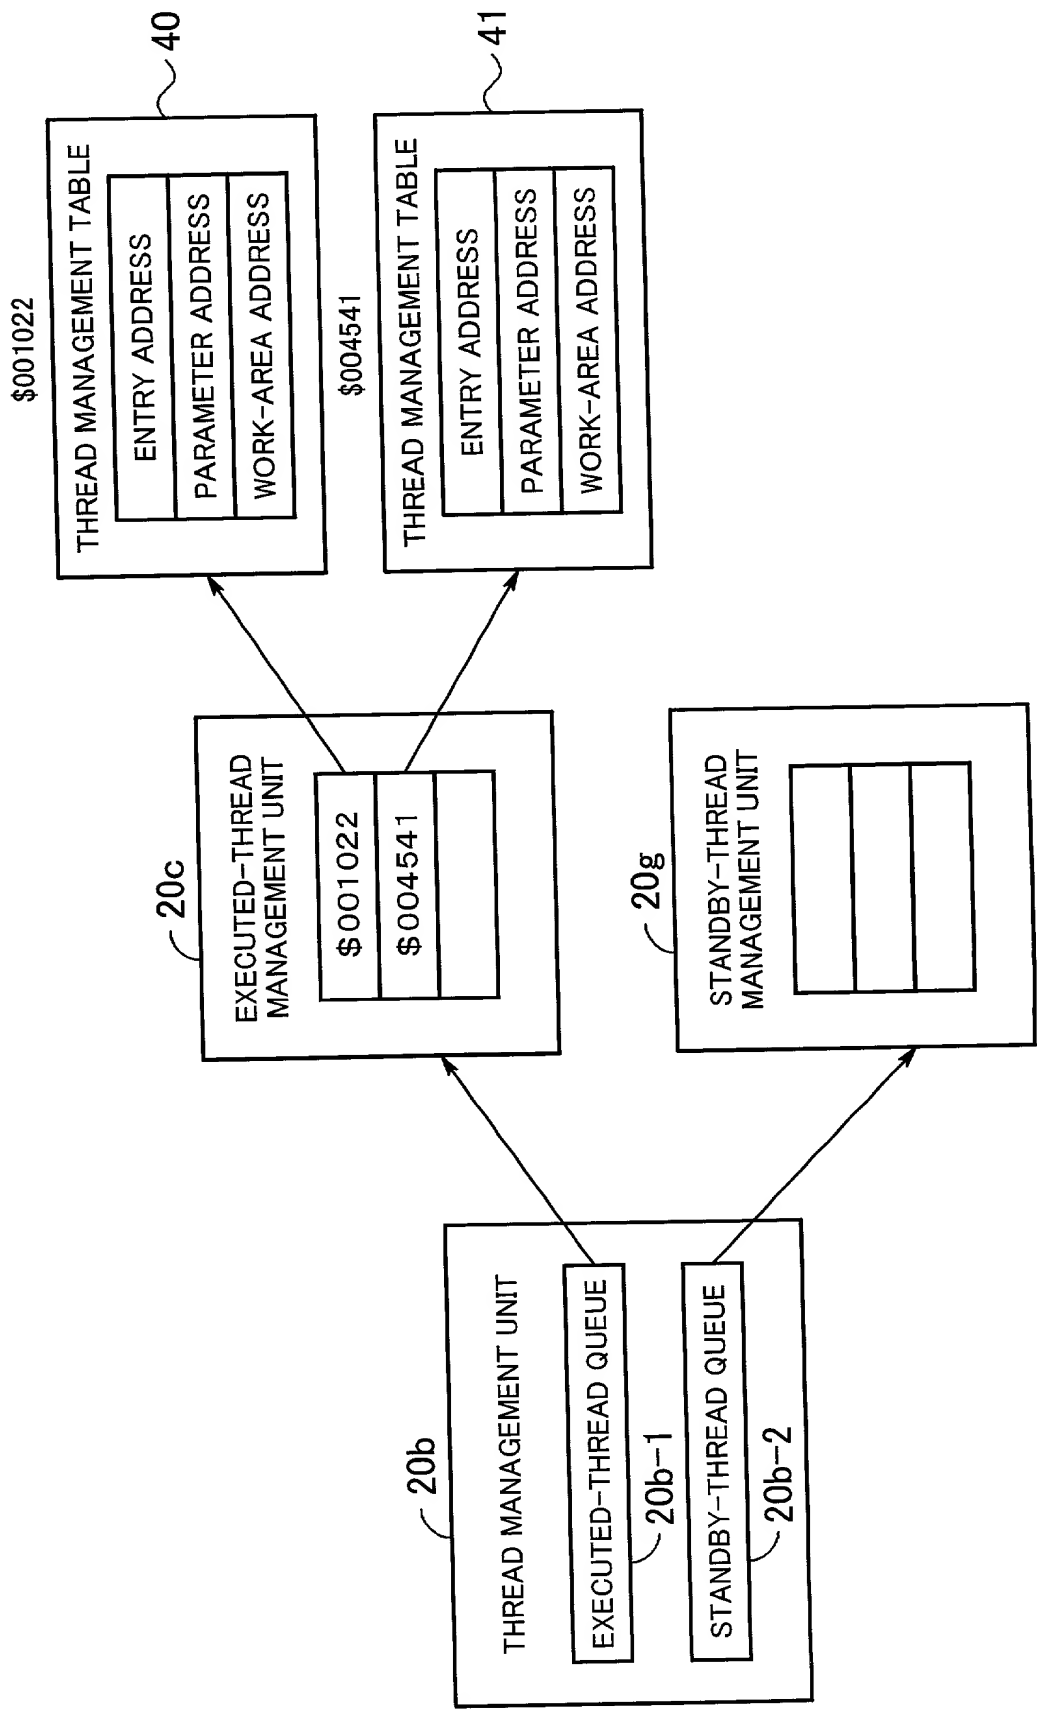 20b
THREAD MANAGEMENT UNIT
EXECUTED-THREAD QUEUE
20b-1
STANDBY-THREAD QUEUE
20b-2
20c
EXECUTED-THREAD
MANAGEMENT UNIT
$001022
$004541
20g
STANDBY-THREAD
MANAGEMENT UNIT
$001022
THREAD MANAGEMENT TABLE
ENTRY ADDRESS
PARAMETER ADDRESS
WORK-AREA ADDRESS
40
$004541
THREAD MANAGEMENT TABLE
ENTRY ADDRESS
PARAMETER ADDRESS
WORK-AREA ADDRESS
41